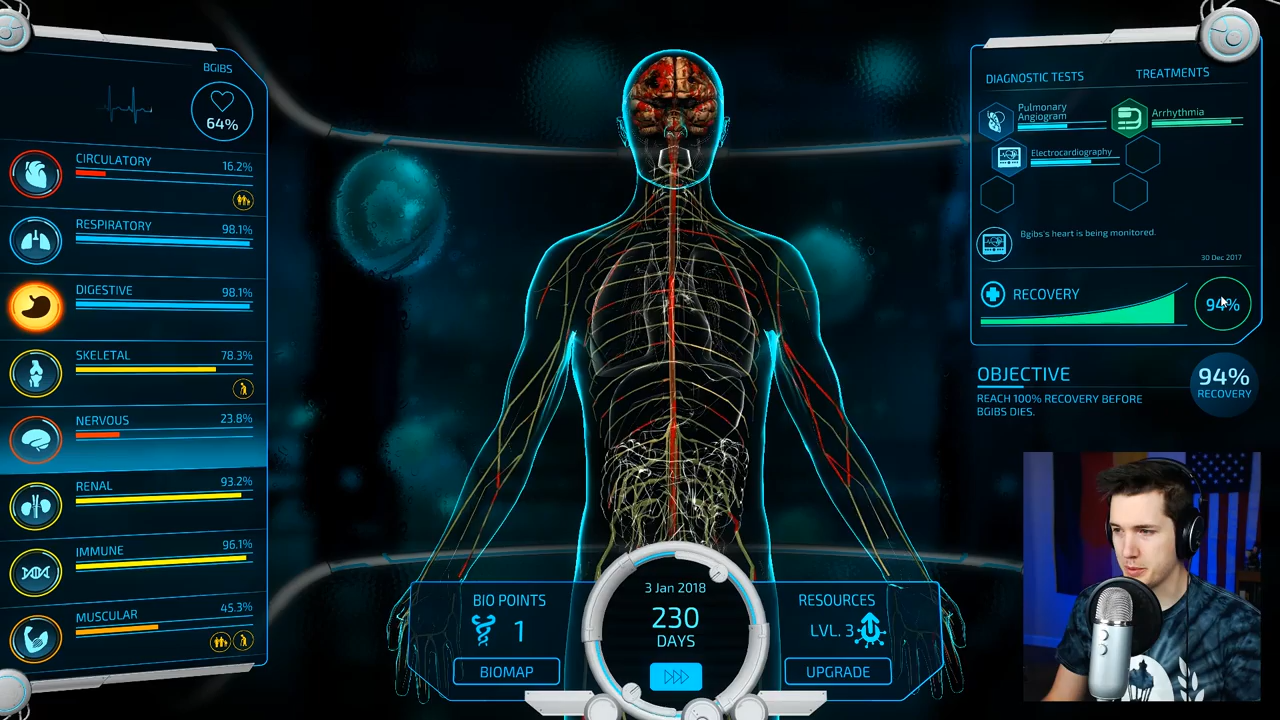 BGIBS
64%
CIRCULATORY 16.2%
RESPIRATORY 98.1%
DIGESTIVE 98.1%
SKELETAL 78.3%
NERVOUS 23.8%
RENAL 93.2%
IMMUNE 96.1%
MUSCULAR 45.3%
DIAGNOSTIC TESTS TREATMENTS
Pulmonary
Angiogram
Arrhythmia
Electrocardiography
Bgibs's heart is being monitored.
30 Dec 2017
RECOVERY 94%
OBJECTIVE
REACH 100% RECOVERY BEFORE
BGIBS DIES.
94%
RECOVERY
BIO POINTS
1
BIOMAP
3 Jan 2018
230
DAYS
RESOURCES
LVL. 3
UPGRADE